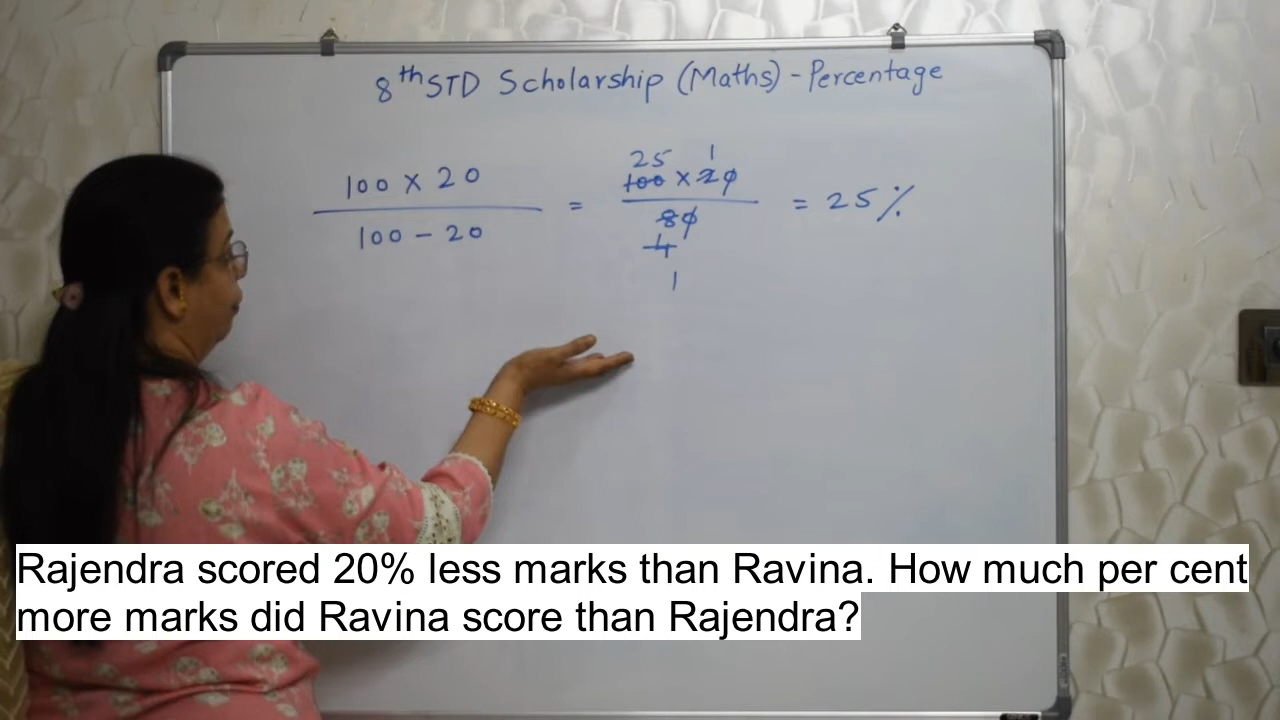 8th STD Scholarship (Maths) - Percentage
25 1
100 x 20 = 100 x 20 = 25%
100 - 20 80
4
1
Rajendra scored 20% less marks than Ravina. How much per cent
more marks did Ravina score than Rajendra?